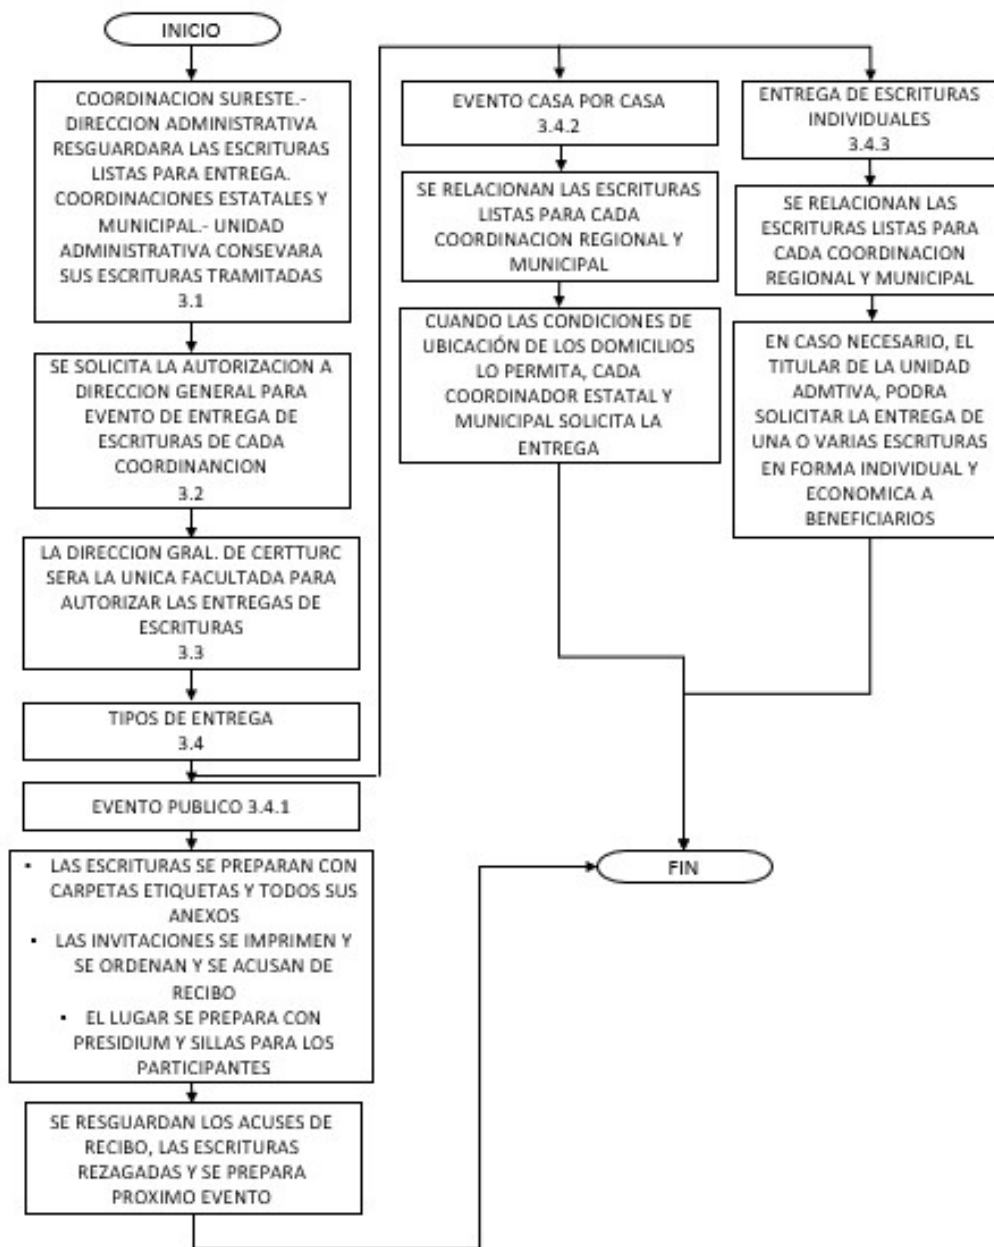 INICIO
COORDINACION SURESTE.-
DIRECCION ADMINISTRATIVA
RESGUARDARA LAS ESCRITURAS
LISTAS PARA ENTREGA.
COORDINACIONES ESTATALES Y
MUNICIPAL.- UNIDAD
ADMINISTRATIVA CONSEVARA
SUS ESCRITURAS TRAMITADAS
3.1
SE SOLICITA LA AUTORIZACION A
DIRECCION GENERAL PARA
EVENTO DE ENTREGA DE
ESCRITURAS DE CADA
COORDINANCION
3.2
LA DIRECCION GRAL. DE CERTTURC
SERA LA UNICA FACULTADA PARA
AUTORIZAR LAS ENTREGAS DE
ESCRITURAS
3.3
TIPOS DE ENTREGA
3.4
EVENTO PUBLICO 3.4.1
• LAS ESCRITURAS SE PREPARAN CON
CARPETAS ETIQUETAS Y TODOS SUS
ANEXOS
• LAS INVITACIONES SE IMPRIMEN Y
SE ORDENAN Y SE ACUSAN DE
RECIBO
• EL LUGAR SE PREPARA CON
PRESIDIUM Y SILLAS PARA LOS
PARTICIPANTES
SE RESGUARDAN LOS ACUSES DE
RECIBO, LAS ESCRITURAS
REZAGADAS Y SE PREPARA
PROXIMO EVENTO
EVENTO CASA POR CASA
3.4.2
SE RELACIONAN LAS ESCRITURAS
LISTAS PARA CADA
COORDINACION REGIONAL Y
MUNICIPAL
CUANDO LAS CONDICIONES DE
UBICACIÓN DE LOS DOMICILIOS
LO PERMITA, CADA
COORDINADOR ESTATAL Y
MUNICIPAL SOLICITA LA
ENTREGA
ENTREGA DE ESCRITURAS
INDIVIDUALES
3.4.3
SE RELACIONAN LAS
ESCRITURAS LISTAS PARA
CADA COORDINACION
REGIONAL Y MUNICIPAL
EN CASO NECESARIO, EL
TITULAR DE LA UNIDAD
ADMTIVA, PODRA
SOLICITAR LA ENTREGA DE
UNA O VARIAS ESCRITURAS
EN FORMA INDIVIDUAL Y
ECONOMICA A
BENEFICIARIOS
FIN